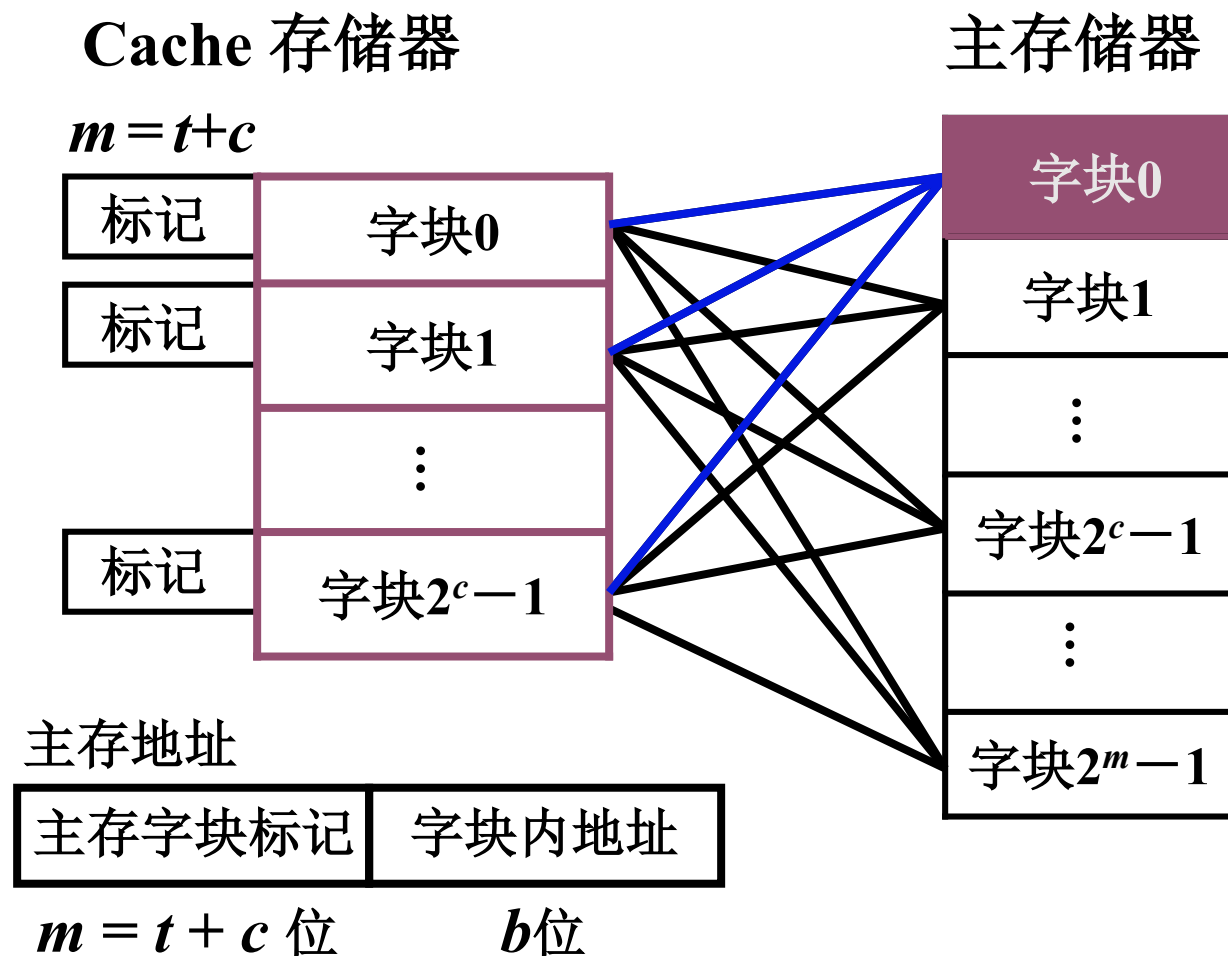 Cache 存储器
主存储器
m = t+c
标记
字块0
标记
字块1
⋮
标记
字块2ᶜ－1
字块0
字块1
⋮
字块2ᶜ－1
⋮
字块2ᵐ－1
主存地址
主存字块标记 字块内地址
m = t + c 位 b位